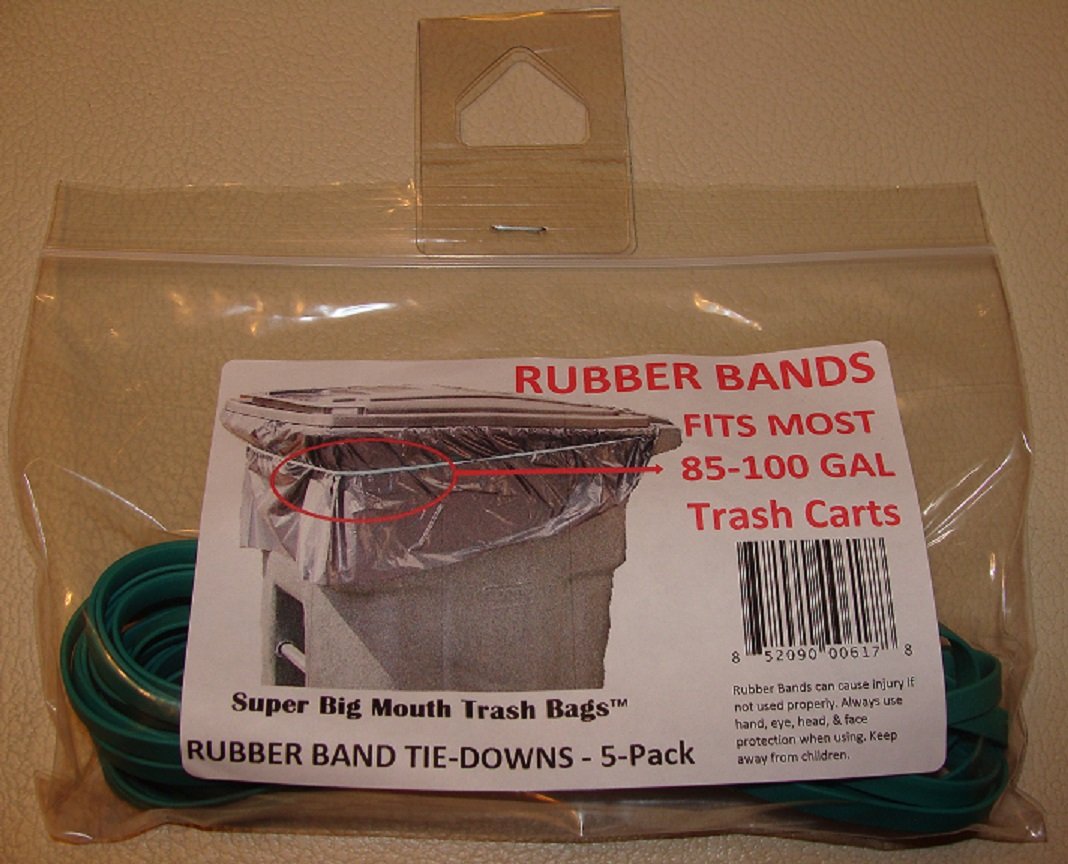 RUBBER BANDS
FITS MOST
85-100 GAL
Trash Carts
8 52090 00617 8
Rubber Bands can cause injury if
not used properly. Always use
hand, eye, head, & face
protection when using. Keep
away from children.
Super Big Mouth Trash Bags™
RUBBER BAND TIE-DOWNS - 5-Pack